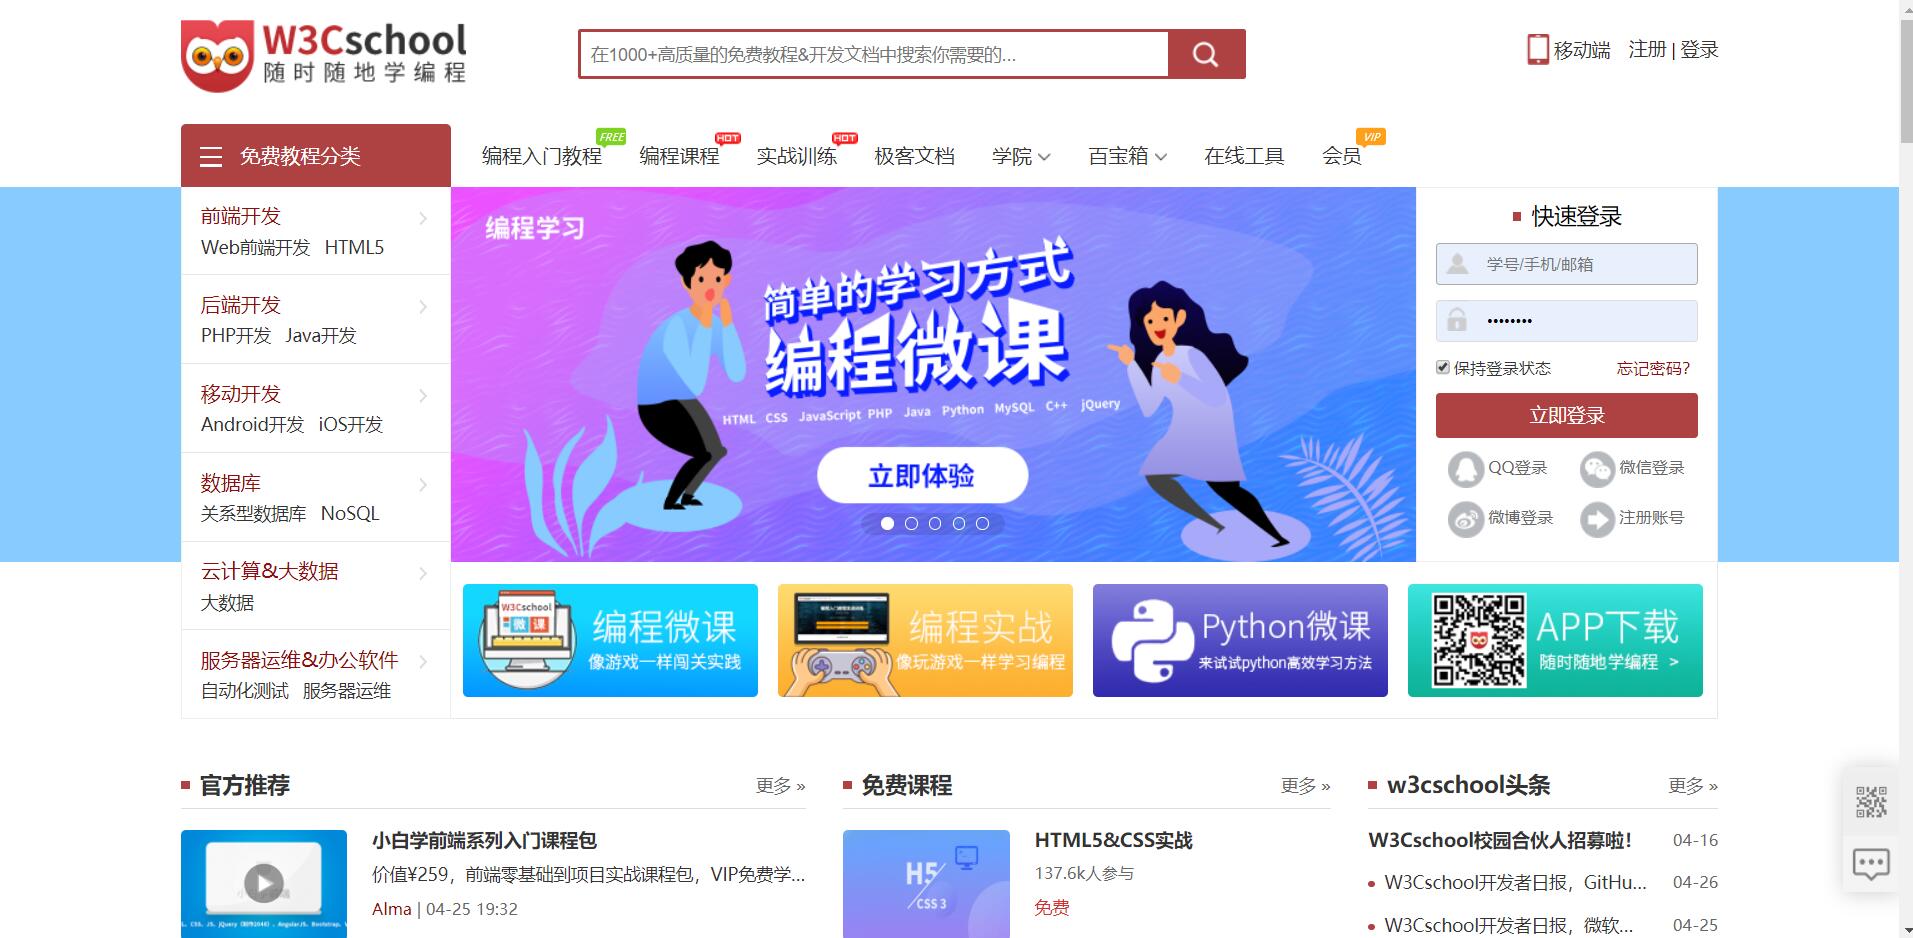 W3Cschool
随时随地学编程
在1000+高质量的免费教程&开发文档中搜索你需要的...
移动端 注册 | 登录
免费教程分类
编程入门教程 FREE 编程课程 HOT 实战训练 HOT 极客文档 学院 百宝箱 在线工具 会员 VIP
前端开发
Web前端开发 HTML5
后端开发
PHP开发 Java开发
移动开发
Android开发 iOS开发
数据库
关系型数据库 NoSQL
云计算&大数据
大数据
服务器运维&办公软件
自动化测试 服务器运维
编程学习
简单的学习方式
编程微课
HTML CSS JavaScript PHP Java Python MySQL C++ jQuery
立即体验
快速登录
学号/手机/邮箱
••••••••
保持登录状态 忘记密码?
立即登录
QQ登录 微信登录
微博登录 注册账号
W3Cschool
微课
编程微课
像游戏一样闯关实践
编程实战
像玩游戏一样学习编程
Python微课
来试试python高效学习方法
APP下载
随时随地学编程 >
官方推荐 更多 »
小白学前端系列入门课程包
价值¥259，前端零基础到项目实战课程包，VIP免费学...
Alma | 04-25 19:32
免费课程 更多 »
H5/
CSS 3
HTML5&CSS实战
137.6k人参与
免费
w3cschool头条 更多 »
W3Cschool校园合伙人招募啦！ 04-16
W3Cschool开发者日报，GitHu... 04-26
W3Cschool开发者日报，微软... 04-25